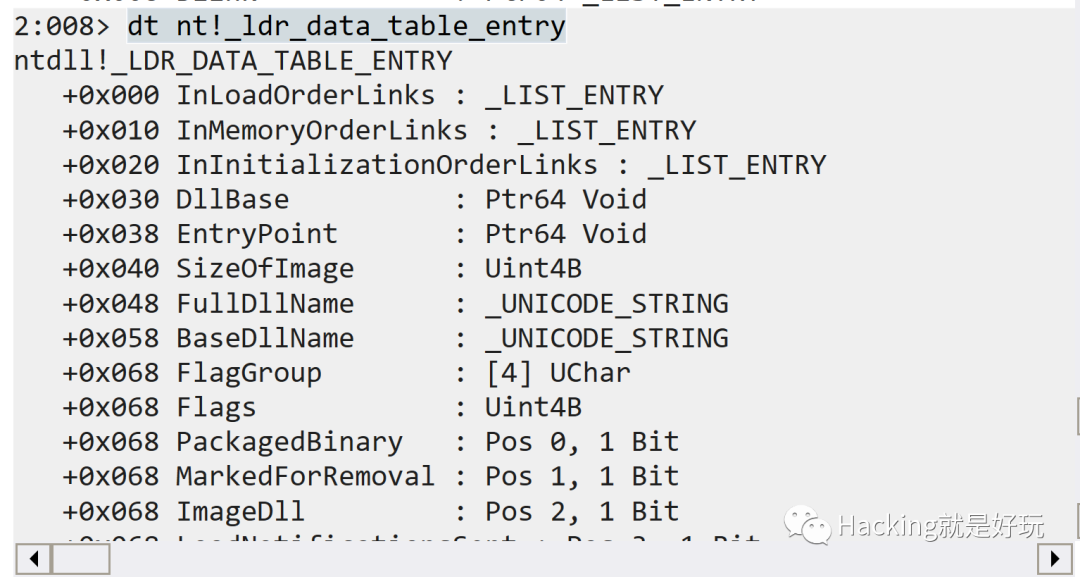 2:008> dt nt!_ldr_data_table_entry
ntdll!_LDR_DATA_TABLE_ENTRY
+0x000 InLoadOrderLinks : _LIST_ENTRY
+0x010 InMemoryOrderLinks : _LIST_ENTRY
+0x020 InInitializationOrderLinks : _LIST_ENTRY
+0x030 DllBase : Ptr64 Void
+0x038 EntryPoint : Ptr64 Void
+0x040 SizeOfImage : Uint4B
+0x048 FullDllName : _UNICODE_STRING
+0x058 BaseDllName : _UNICODE_STRING
+0x068 FlagGroup : [4] UChar
+0x068 Flags : Uint4B
+0x068 PackagedBinary : Pos 0, 1 Bit
+0x068 MarkedForRemoval : Pos 1, 1 Bit
+0x068 ImageDll : Pos 2, 1 Bit
Hacking就是好玩